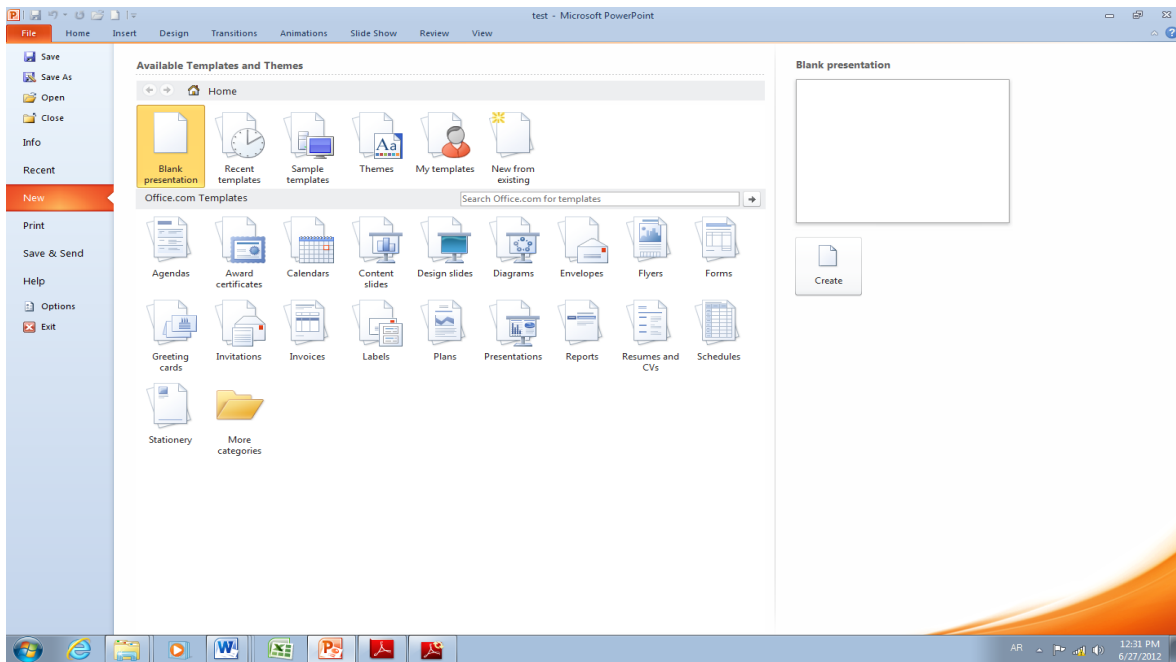 test - Microsoft PowerPoint
File Home Insert Design Transitions Animations Slide Show Review View
Save
Save As
Open
Close
Info
Recent
New
Print
Save & Send
Help
Options
Exit
Available Templates and Themes
Home
Blank presentation
Recent templates
Sample templates
Themes
My templates
New from existing
Office.com Templates
Search Office.com for templates
Agendas
Award certificates
Calendars
Content slides
Design slides
Diagrams
Envelopes
Flyers
Forms
Greeting cards
Invitations
Invoices
Labels
Plans
Presentations
Reports
Resumes and CVs
Schedules
Stationery
More categories
Blank presentation
Create
AR
12:31 PM
6/27/2012